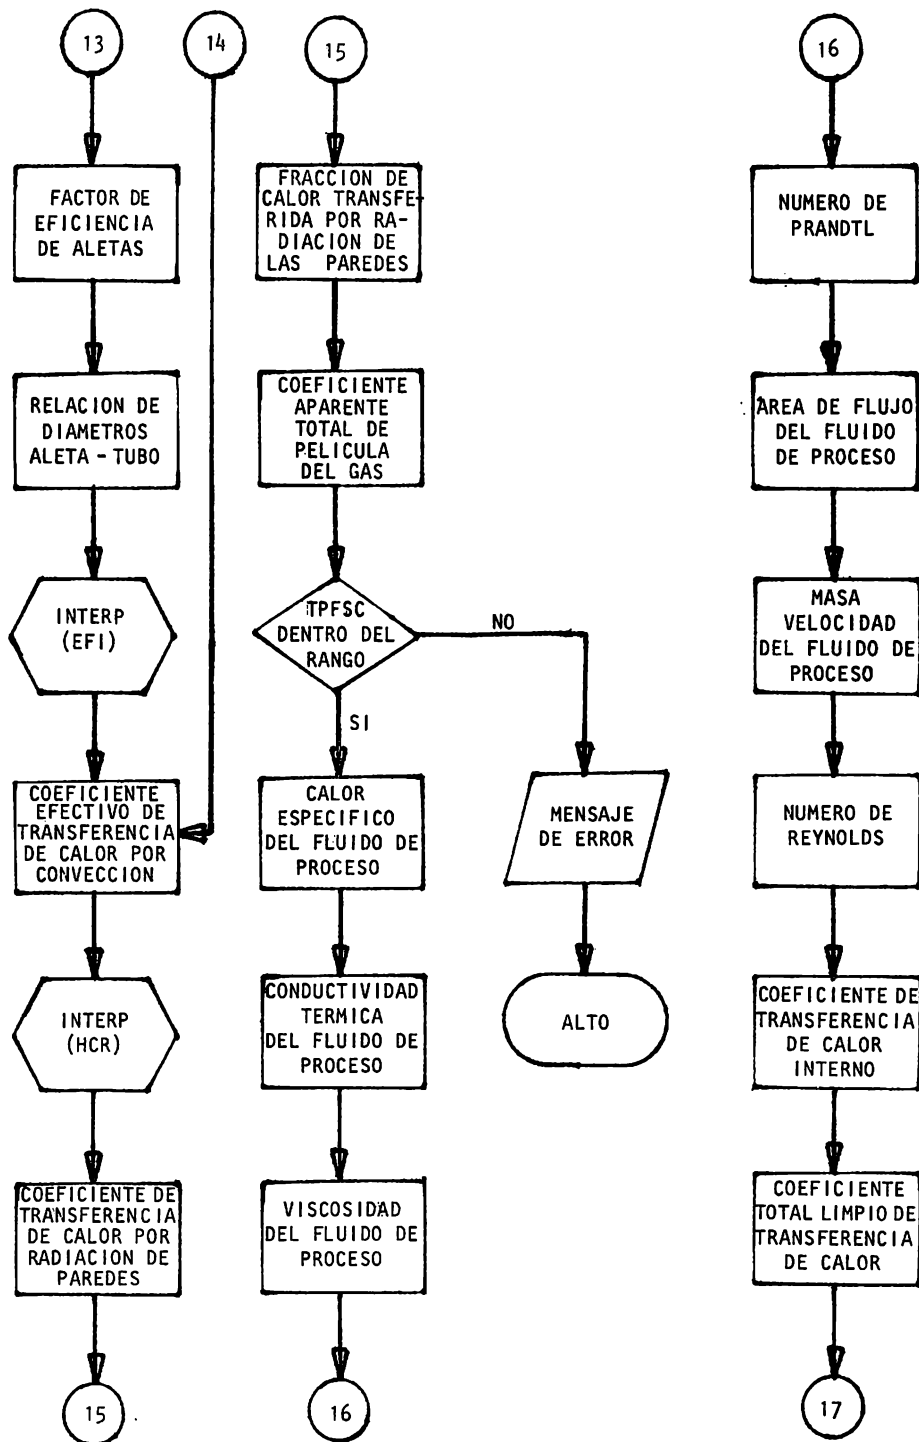 13
FACTOR DE
EFICIENCIA
DE ALETAS
RELACION DE
DIAMETROS
ALETA - TUBO
INTERP
(EFI)
COEFICIENTE
EFECTIVO DE
TRANSFERENCIA
DE CALOR POR
CONVECCION
INTERP
(HCR)
COEFICIENTE DE
TRANSFERENCIA
DE CALOR POR
RADIACION DE
PAREDES
15
14
15
FRACCION DE
CALOR TRANSFE-
RIDA POR RA-
DIACION DE
LAS PAREDES
COEFICIENTE
APARENTE
TOTAL DE
PELICULA
DEL GAS
TPFSC
DENTRO DEL
RANGO
NO
SI
CALOR
ESPECIFICO
DEL FLUIDO DE
PROCESO
CONDUCTIVIDAD
TERMICA
DEL FLUIDO DE
PROCESO
VISCOSIDAD
DEL FLUIDO DE
PROCESO
16
MENSAJE
DE ERROR
ALTO
16
NUMERO DE
PRANDTL
AREA DE FLUJO
DEL FLUIDO
DE PROCESO
MASA
VELOCIDAD
DEL FLUIDO DE
PROCESO
NUMERO DE
REYNOLDS
COEFICIENTE DE
TRANSFERENCIA
DE CALOR
INTERNO
COEFICIENTE
TOTAL LIMPIO DE
TRANSFERENCIA
DE CALOR
17